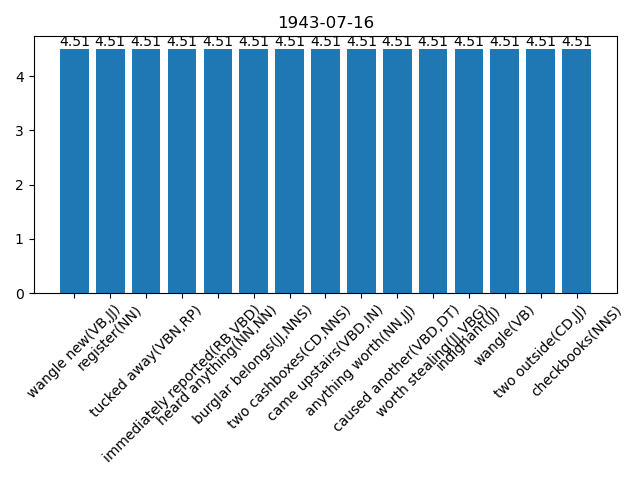 1943-07-16
4.51 4.51 4.51 4.51 4.51 4.51 4.51 4.51 4.51 4.51 4.51 4.51 4.51 4.51 4.51
4
3
2
1
0
wangle new(VB,JJ)
register(NN)
tucked away(VBN,RP)
immediately reported(RB,VBD)
heard anything(NN,NN)
burglar belongs(JJ,NNS)
two cashboxes(CD,NNS)
came upstairs(VBD,IN)
anything worth(NN,JJ)
caused another(VBD,DT)
worth stealing(JJ,VBG)
indignant(JJ)
wangle(VB)
two outside(CD,JJ)
checkbooks(NNS)